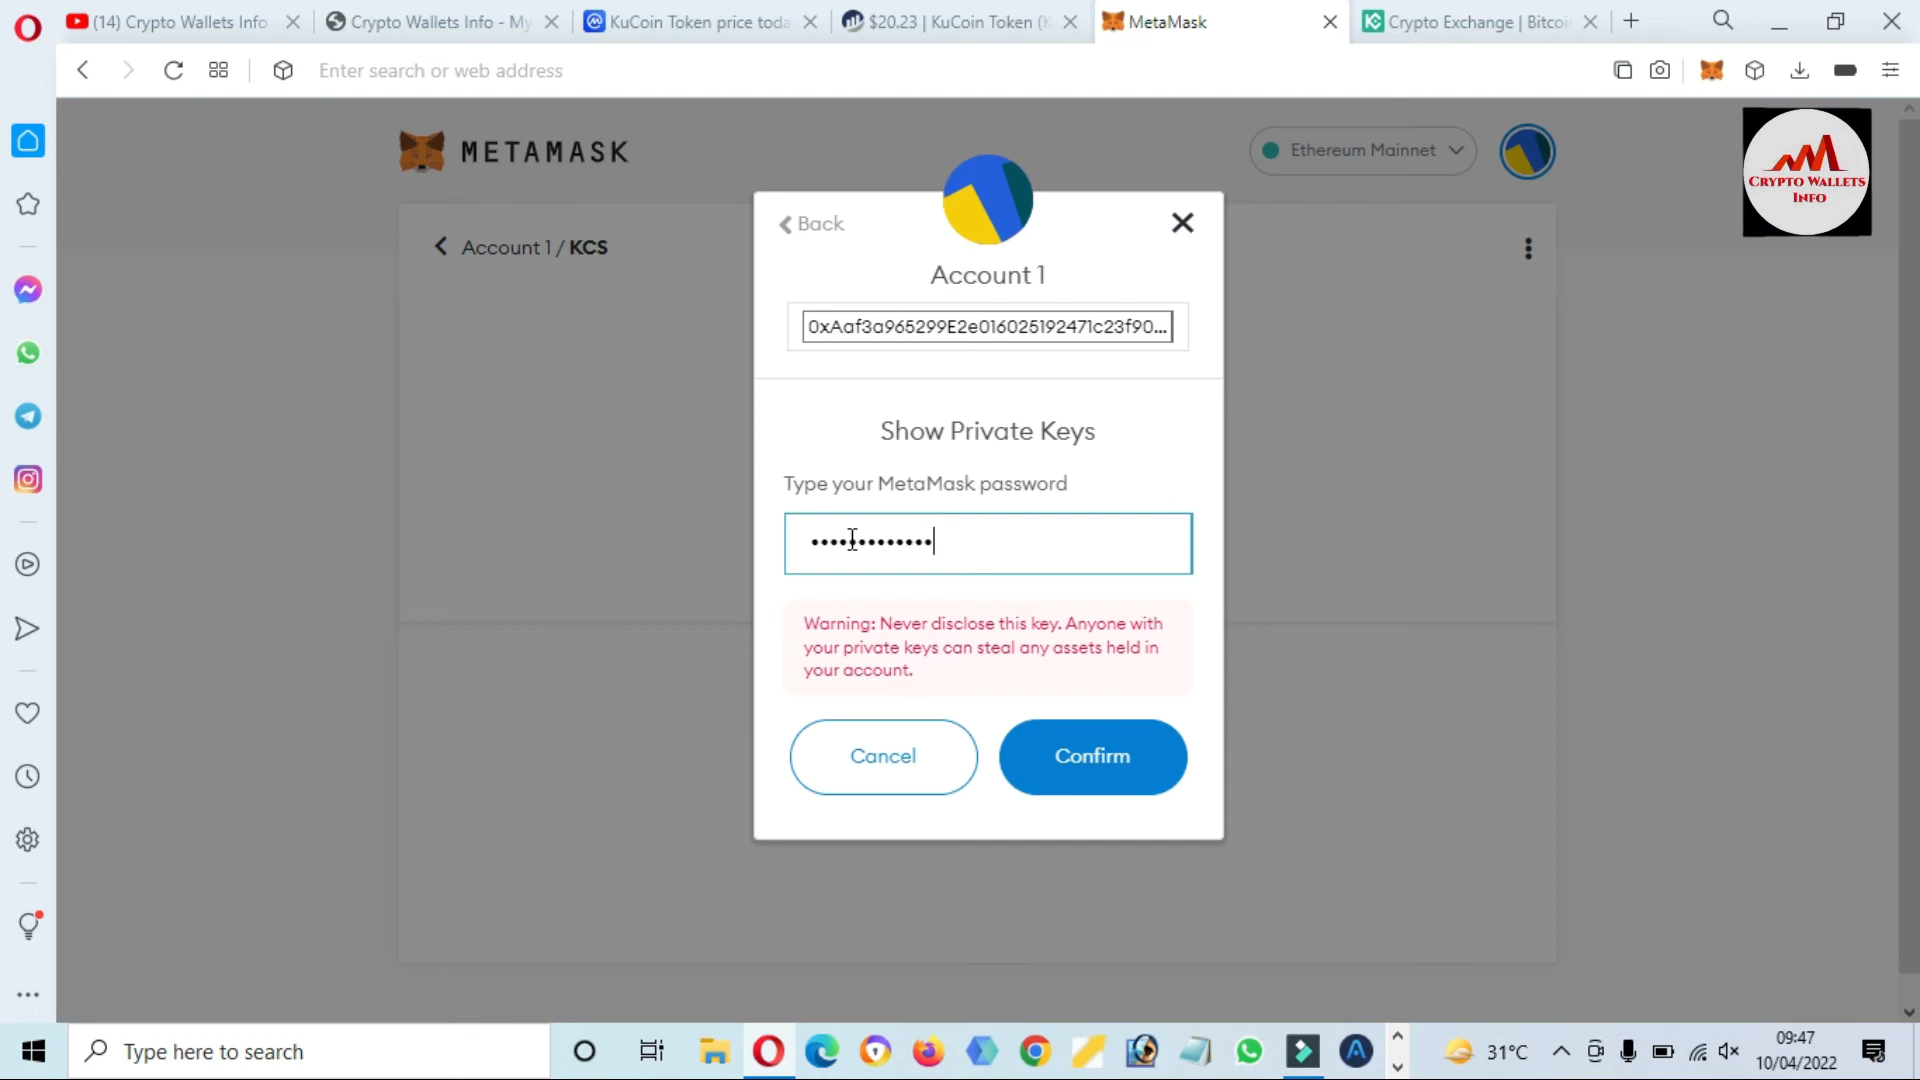 (14) Crypto Wallets Info
Crypto Wallets Info - My
KuCoin Token price toda
$20.23 | KuCoin Token (K
MetaMask
Crypto Exchange | Bitcoi
Enter search or web address
METAMASK
Ethereum Mainnet
CRYPTO WALLETS
INFO
Account 1 / KCS
Back
Account 1
0xAaf3a965299E2e016025192471c23f90...
Show Private Keys
Type your MetaMask password
Warning: Never disclose this key. Anyone with
your private keys can steal any assets held in
your account.
Cancel
Confirm
Type here to search
31°C
09:47
10/04/2022